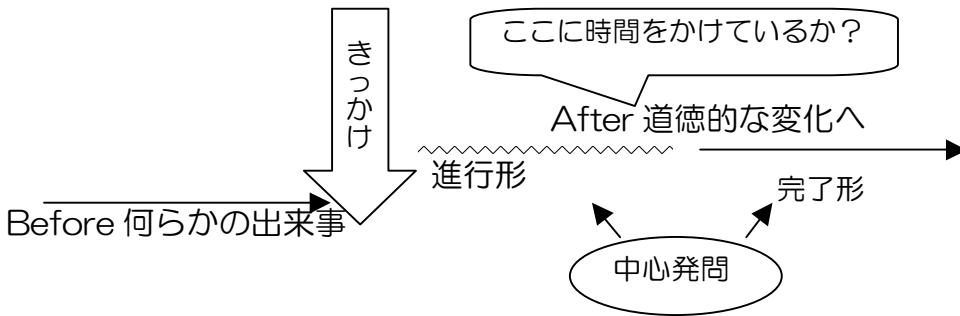 ここに時間をかけているか？
きっかけ
After 道徳的な変化へ
進行形
完了形
Before 何らかの出来事
中心発問